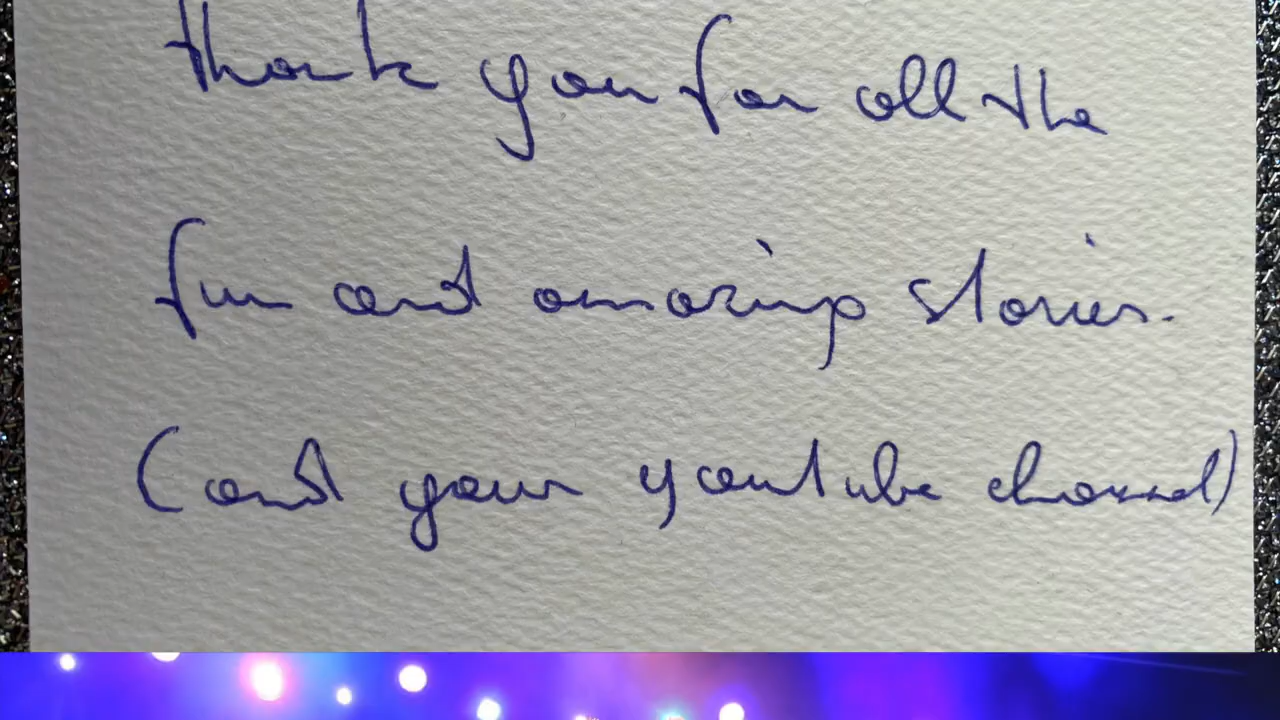 thank you for all the
fun and amazing stories.
(and your youtube channel)